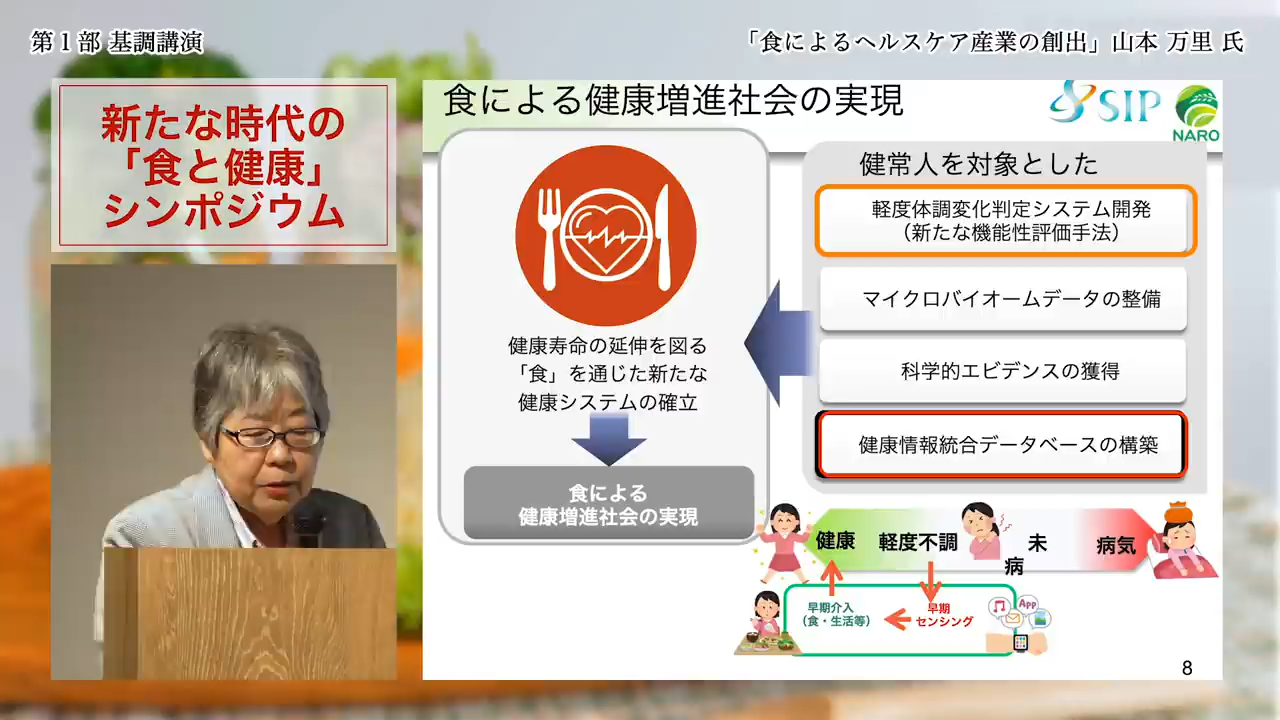 第1部 基調講演
「食によるヘルスケア産業の創出」山本 万里 氏
新たな時代の
「食と健康」
シンポジウム
食による健康増進社会の実現
SIP
NARO
健康寿命の延伸を図る
「食」を通じた新たな
健康システムの確立
食による
健康増進社会の実現
健常人を対象とした
軽度体調変化判定システム開発
（新たな機能性評価手法）
マイクロバイオームデータの整備
科学的エビデンスの獲得
健康情報統合データベースの構築
健康 軽度不調 未 病気
病
早期介入
（食・生活等）
早期
センシング
App
8